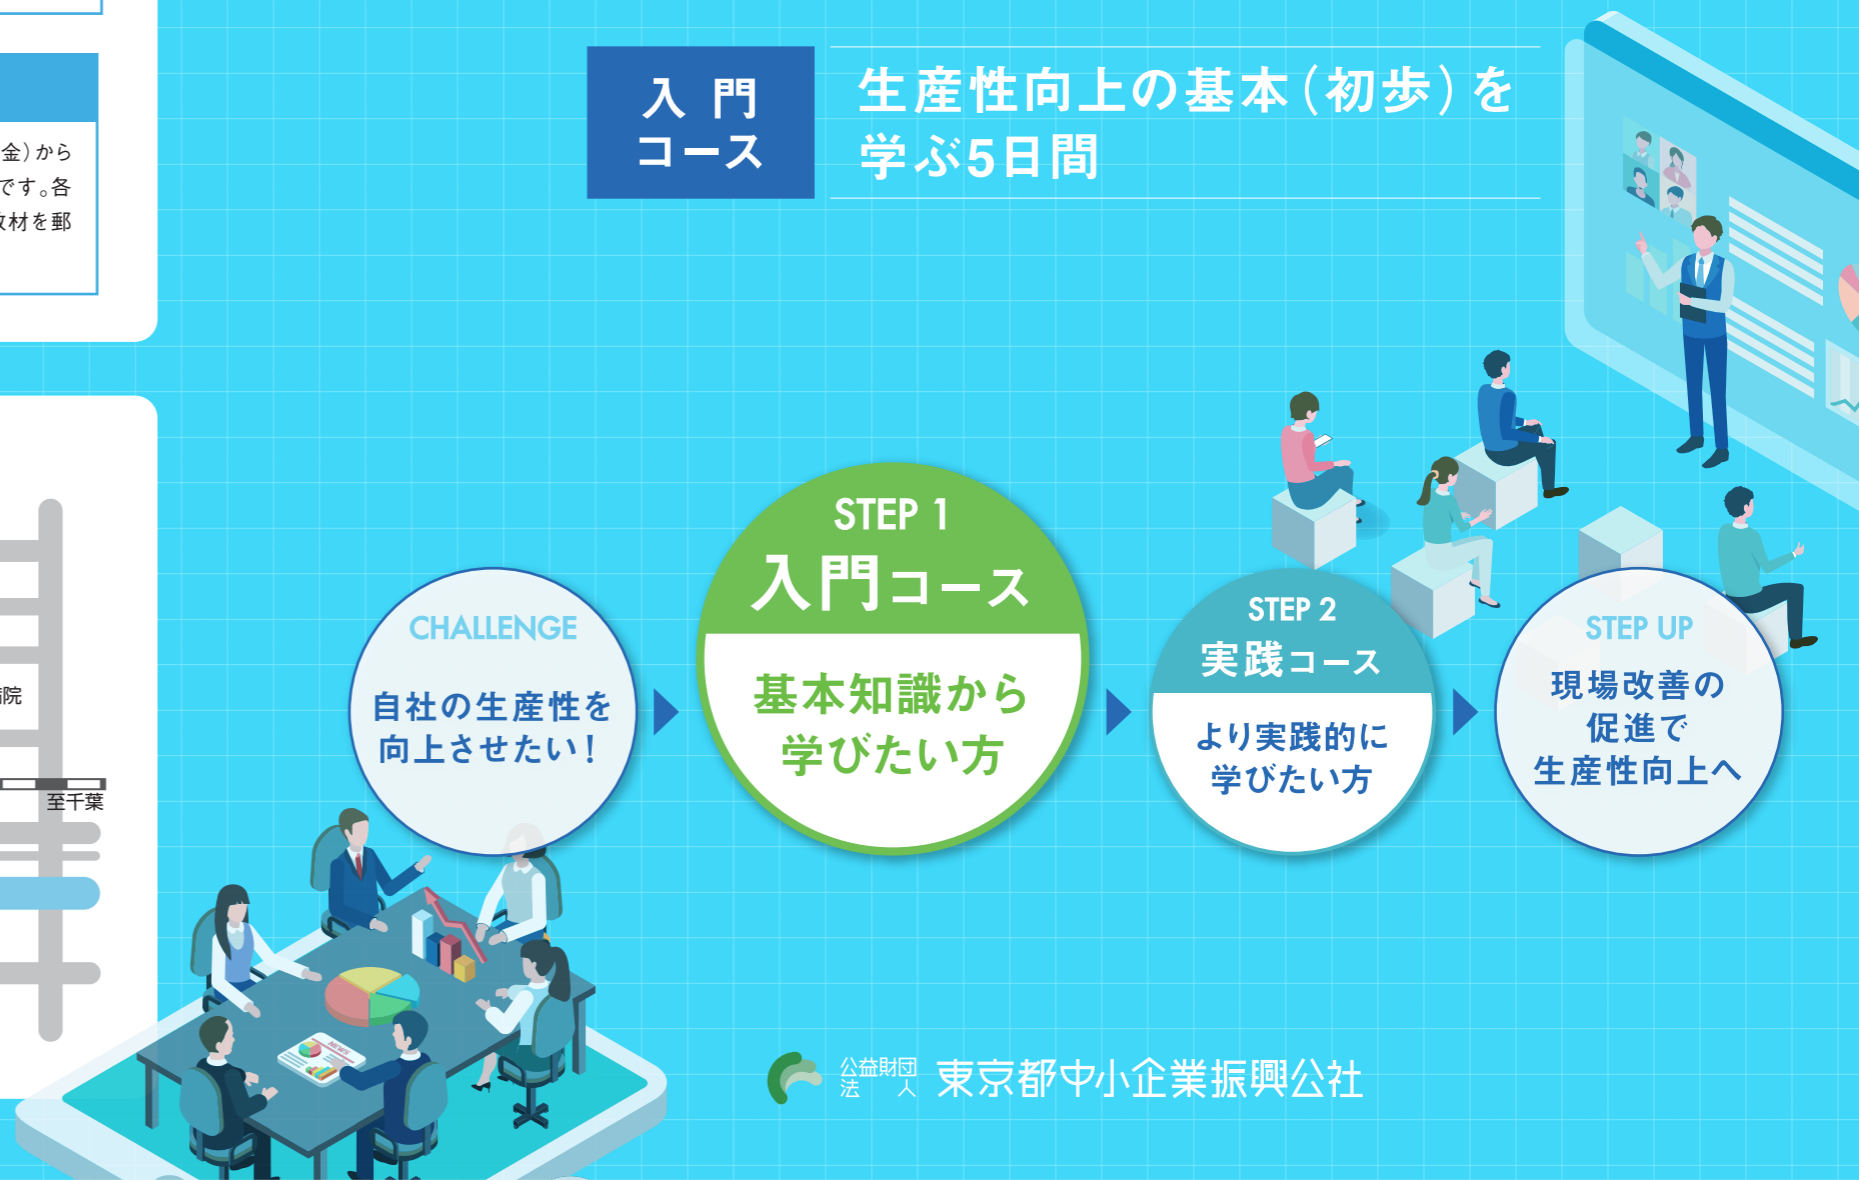 金）から
です。各
教材を郵
院
至千葉
入門
コース
生産性向上の基本（初歩）を
学ぶ5日間
CHALLENGE
自社の生産性を
向上させたい！
STEP 1
入門コース
基本知識から
学びたい方
STEP 2
実践コース
より実践的に
学びたい方
STEP UP
現場改善の
促進で
生産性向上へ
NEWS
公益財団
法人
東京都中小企業振興公社